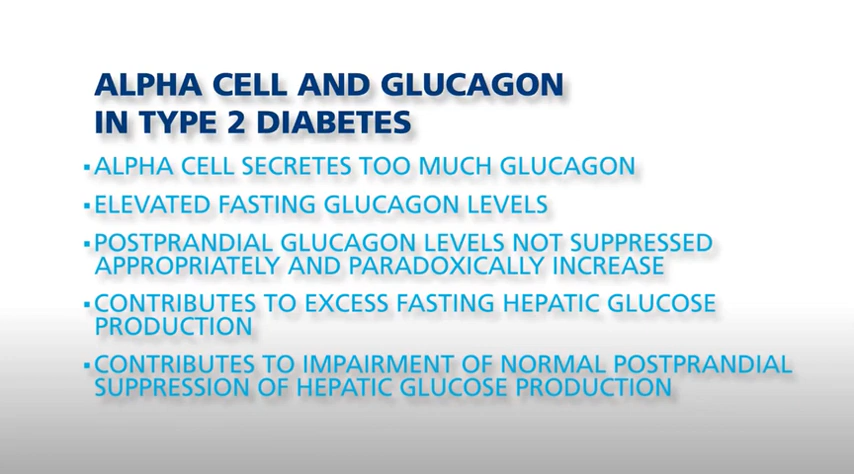 ALPHA CELL AND GLUCAGON
IN TYPE 2 DIABETES
▪ALPHA CELL SECRETES TOO MUCH GLUCAGON
▪ELEVATED FASTING GLUCAGON LEVELS
▪POSTPRANDIAL GLUCAGON LEVELS NOT SUPPRESSED
APPROPRIATELY AND PARADOXICALLY INCREASE
▪CONTRIBUTES TO EXCESS FASTING HEPATIC GLUCOSE
PRODUCTION
▪CONTRIBUTES TO IMPAIRMENT OF NORMAL POSTPRANDIAL
SUPPRESSION OF HEPATIC GLUCOSE PRODUCTION